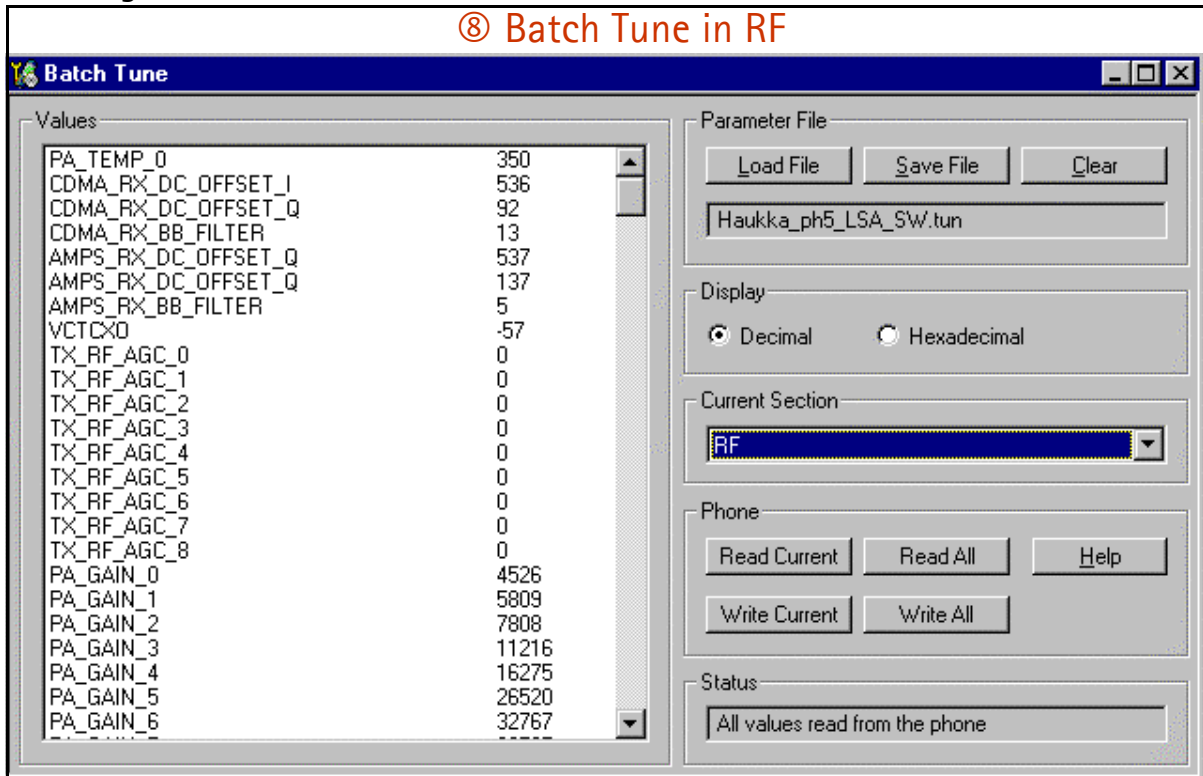 ⑧ Batch Tune in RF
Batch Tune
Values
PA_TEMP_0 350
CDMA_RX_DC_OFFSET_I 536
CDMA_RX_DC_OFFSET_Q 92
CDMA_RX_BB_FILTER 13
AMPS_RX_DC_OFFSET_Q 537
AMPS_RX_DC_OFFSET_Q 137
AMPS_RX_BB_FILTER 5
VCTCXO -57
TX_RF_AGC_0 0
TX_RF_AGC_1 0
TX_RF_AGC_2 0
TX_RF_AGC_3 0
TX_RF_AGC_4 0
TX_RF_AGC_5 0
TX_RF_AGC_6 0
TX_RF_AGC_7 0
TX_RF_AGC_8 0
PA_GAIN_0 4526
PA_GAIN_1 5809
PA_GAIN_2 7808
PA_GAIN_3 11216
PA_GAIN_4 16275
PA_GAIN_5 26520
PA_GAIN_6 32767
Parameter File
Load File Save File Clear
Haukka_ph5_LSA_SW.tun
Display
Decimal Hexadecimal
Current Section
RF
Phone
Read Current Read All Help
Write Current Write All
Status
All values read from the phone